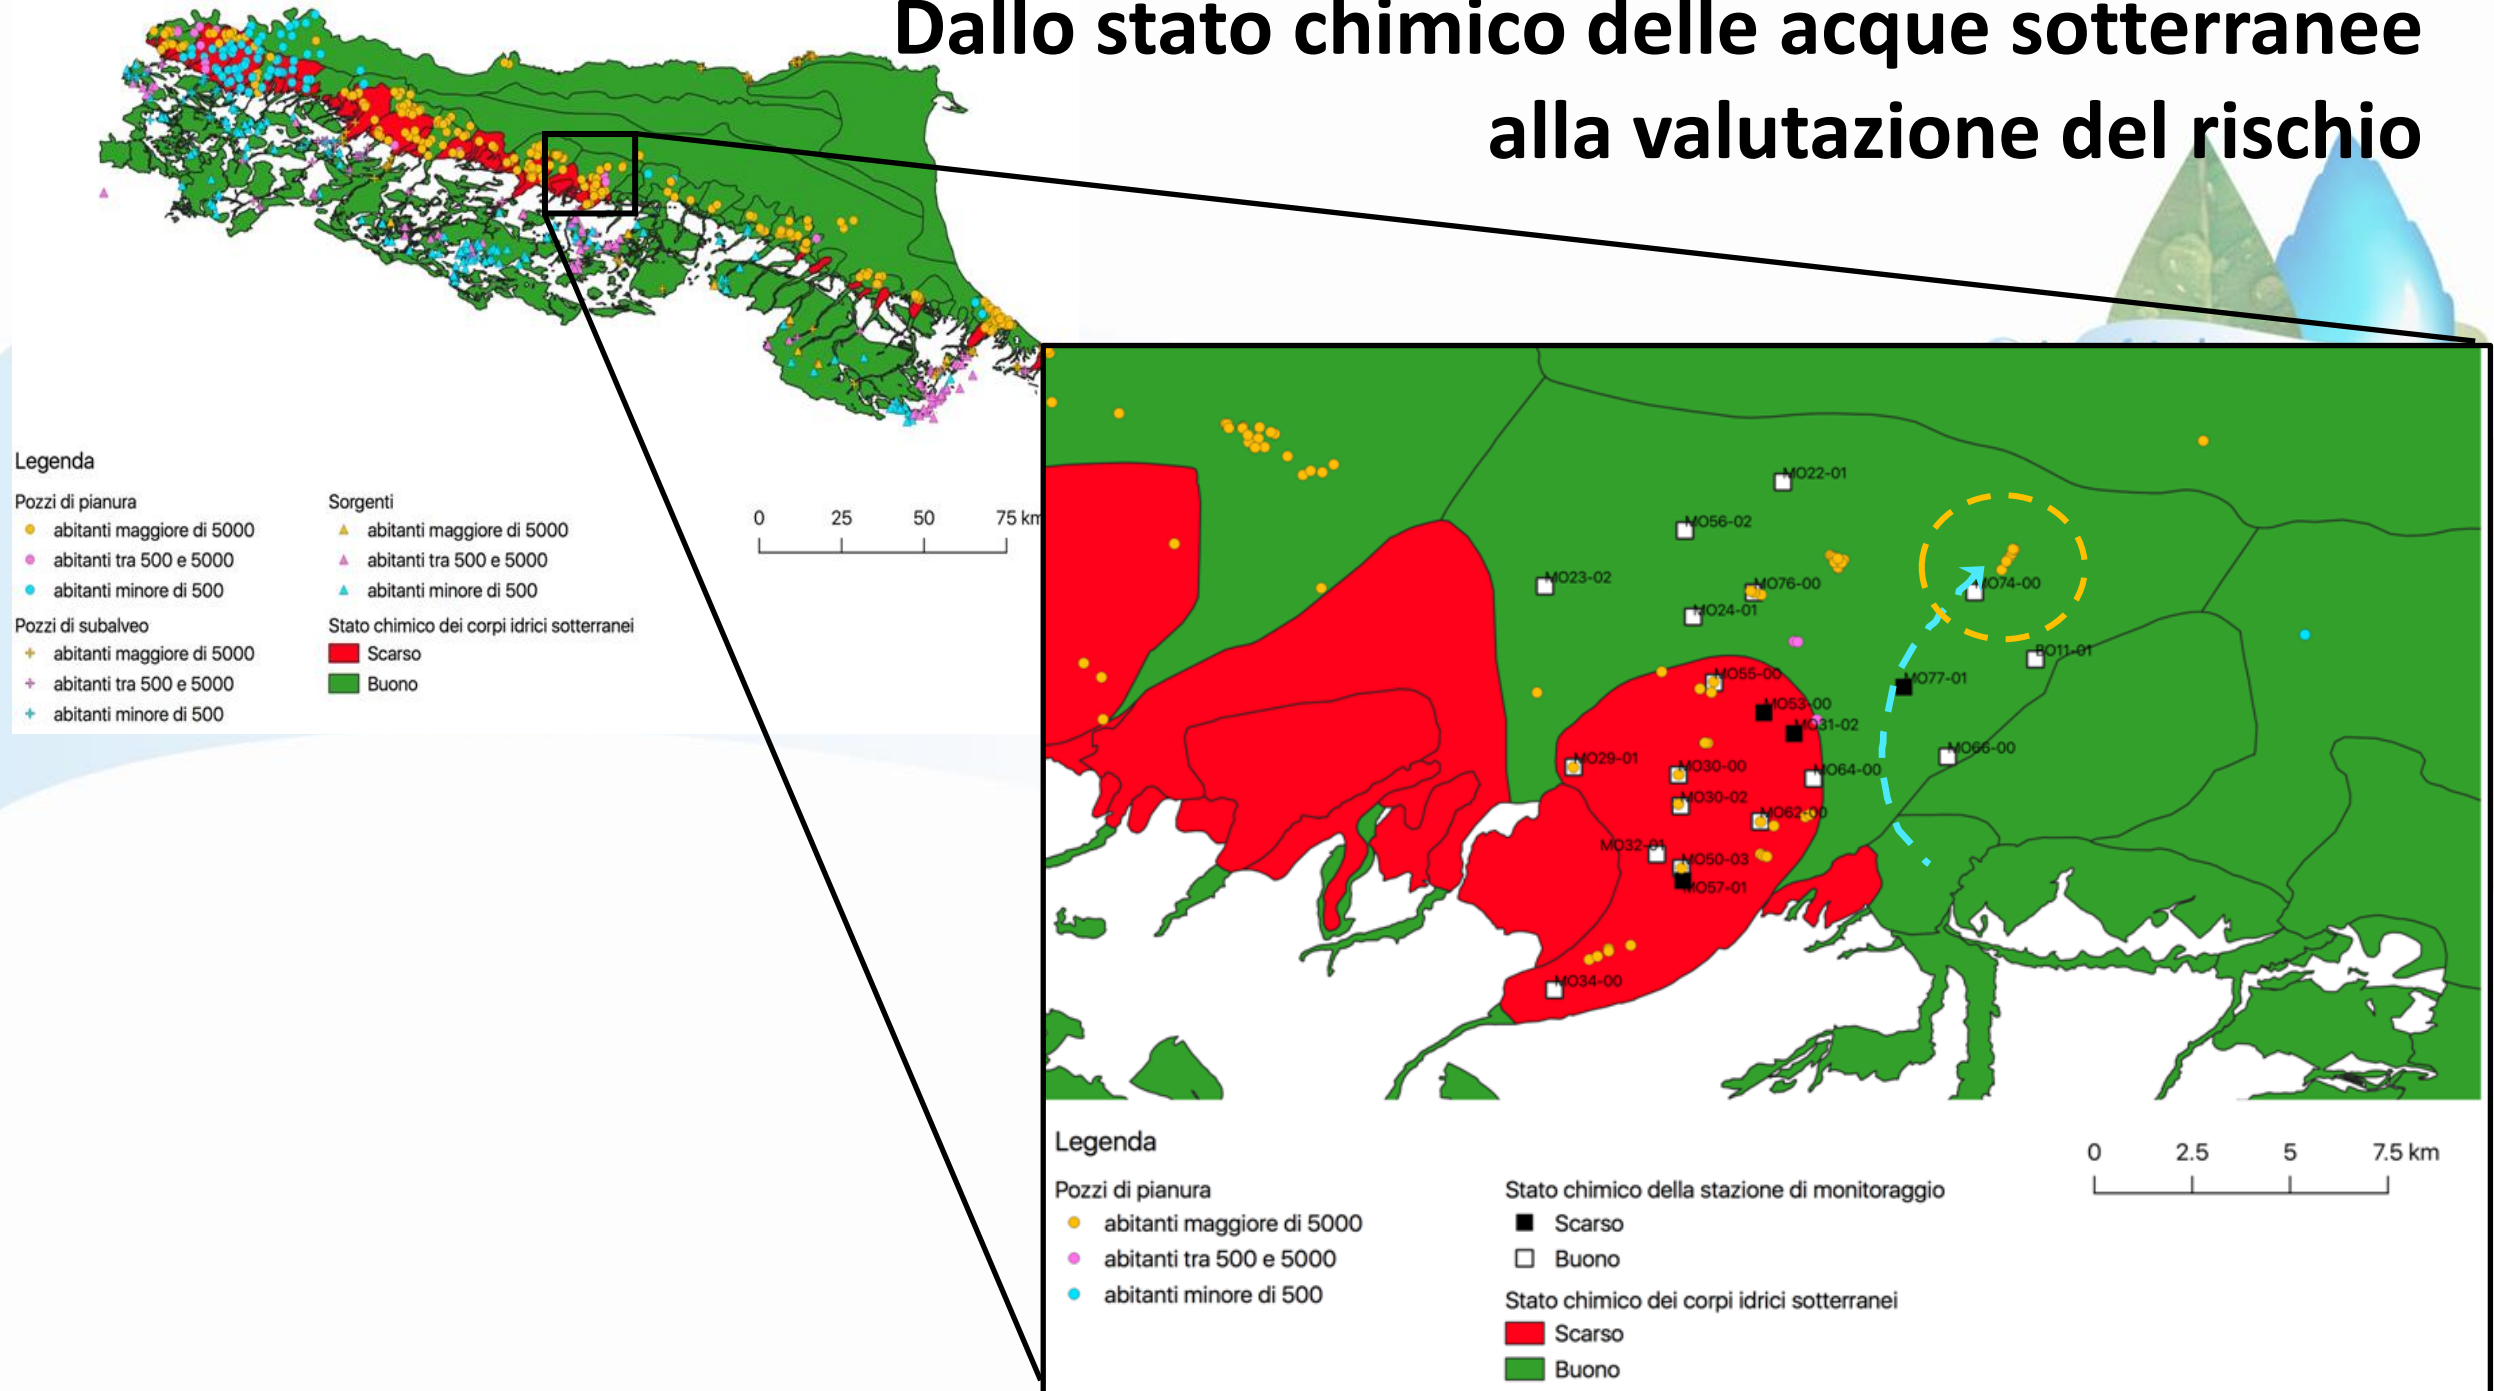 Dallo stato chimico delle acque sotterranee
alla valutazione del rischio
Legenda
Pozzi di pianura
abitanti maggiore di 5000
abitanti tra 500 e 5000
abitanti minore di 500
Pozzi di subalveo
abitanti maggiore di 5000
abitanti tra 500 e 5000
abitanti minore di 500
Sorgenti
abitanti maggiore di 5000
abitanti tra 500 e 5000
abitanti minore di 500
Stato chimico dei corpi idrici sotterranei
Scarso
Buono
0 25 50 75 km
MO22-01
MO56-02
MO23-02
MO76-00
MO74-00
MO24-01
BO11-01
MO55-00
MO77-01
MO53-00
MO31-02
MO66-00
MO29-01
MO30-00
MO64-00
MO30-02
MO62-00
MO32-01
MO50-03
MO57-01
MO34-00
Legenda
Pozzi di pianura
abitanti maggiore di 5000
abitanti tra 500 e 5000
abitanti minore di 500
Stato chimico della stazione di monitoraggio
Scarso
Buono
Stato chimico dei corpi idrici sotterranei
Scarso
Buono
0 2.5 5 7.5 km